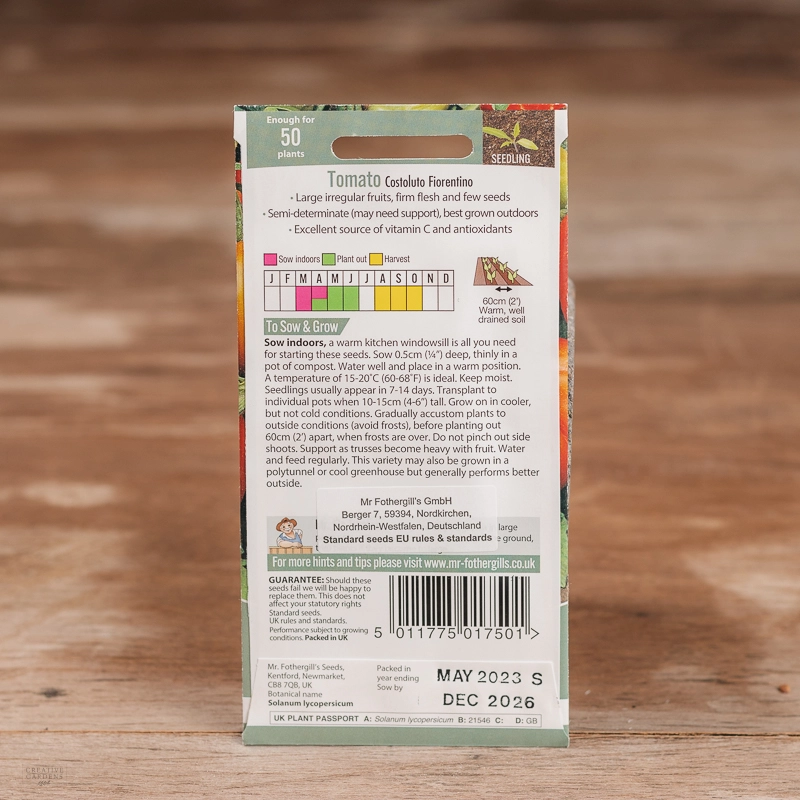 Enough for
50
plants
SEEDLING
Tomato Costoluto Fiorentino
• Large irregular fruits, firm flesh and few seeds
• Semi-determinate (may need support), best grown outdoors
• Excellent source of vitamin C and antioxidants
Sow indoors Plant out Harvest
J F M A M J J A S O N D
60cm (2')
Warm, well
drained soil
To Sow & Grow
Sow indoors, a warm kitchen windowsill is all you need
for starting these seeds. Sow 0.5cm (¼") deep, thinly in a
pot of compost. Water well and place in a warm position.
A temperature of 15-20˚C (60-68˚F) is ideal. Keep moist.
Seedlings usually appear in 7-14 days. Transplant to
individual pots when 10-15cm (4-6") tall. Grow on in cooler,
but not cold conditions. Gradually accustom plants to
outside conditions (avoid frosts), before planting out
60cm (2') apart, when frosts are over. Do not pinch out side
shoots. Support as trusses become heavy with fruit. Water
and feed regularly. This variety may also be grown in a
polytunnel or cool greenhouse but generally performs better
outside.
Mr Fothergill's GmbH
Berger 7, 59394, Nordkirchen,
Nordrhein-Westfalen, Deutschland
Standard seeds EU rules & standards
large
ground,
For more hints and tips please visit www.mr-fothergills.co.uk
GUARANTEE: Should these
seeds fail we will be happy to
replace them. This does not
affect your statutory rights
Standard seeds.
UK rules and standards.
Performance subject to growing
conditions. Packed in UK
5 011775 017501 >
Mr. Fothergill's Seeds,
Kentford, Newmarket,
CB8 7QB, UK
Botanical name
Solanum lycopersicum
Packed in
year ending
Sow by
MAY 2023 S
DEC 2026
UK PLANT PASSPORT A: Solanum lycopersicum B: 21546 C: D: GB
CREATIVE
GARDENS